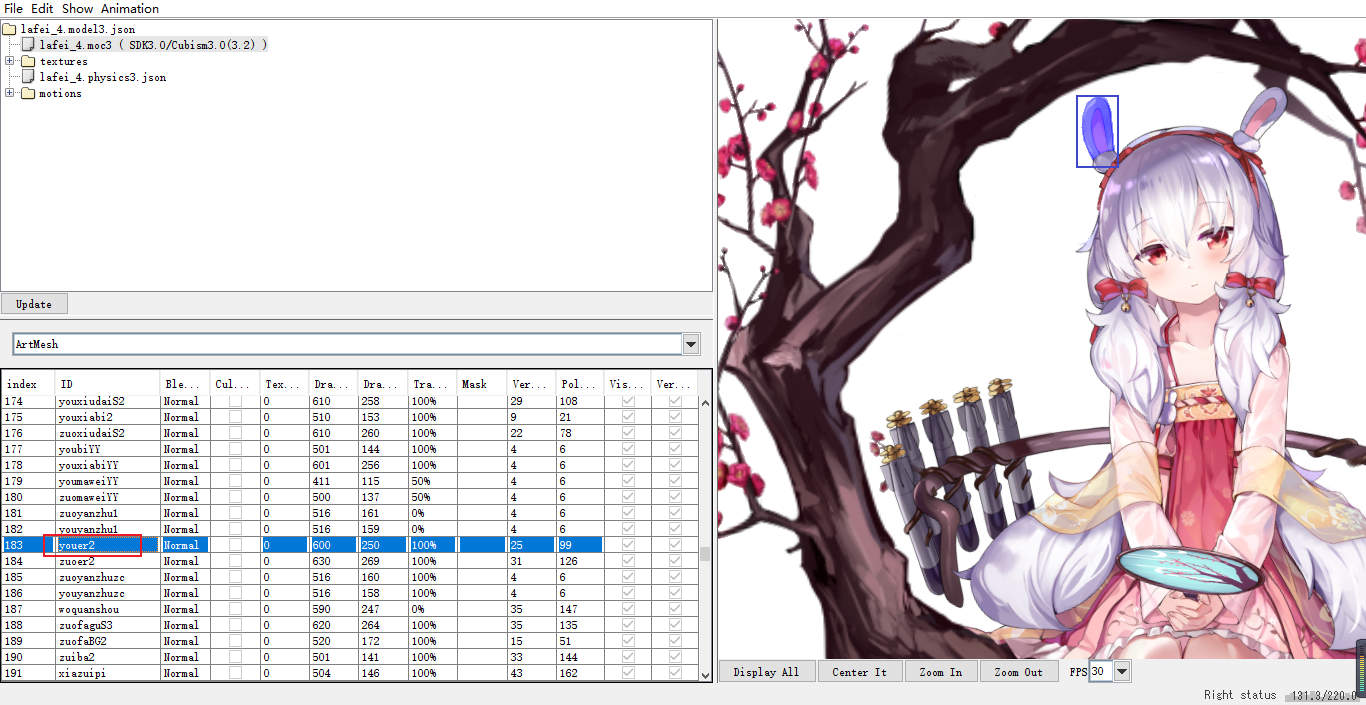 File Edit Show Animation
lafei_4.model3.json
lafei_4.moc3 ( SDK3.0/Cubism3.0(3.2) )
textures
lafei_4.physics3.json
motions
Update
ArtMesh
index ID Ble... Cul... Tex... Dra... Dra... Tra... Mask Ver... Pol... Vis... Ver...
174 youxiudaiS2 Normal 0 610 258 100% 29 108
175 youxiabi2 Normal 0 510 153 100% 9 21
176 zuoxiudaiS2 Normal 0 610 260 100% 22 78
177 youbiYY Normal 0 501 144 100% 4 6
178 youxiabiYY Normal 0 601 256 100% 4 6
179 youmaweiYY Normal 0 411 115 50% 4 6
180 zuomaweiYY Normal 0 500 137 50% 4 6
181 zuoyanzhu1 Normal 0 516 161 0% 4 6
182 youyanzhu1 Normal 0 516 159 0% 4 6
183 youer2 Normal 0 600 250 100% 25 99
184 zuoer2 Normal 0 630 269 100% 31 126
185 zuoyanzhuzc Normal 0 516 160 100% 4 6
186 youyanzhuzc Normal 0 516 158 100% 4 6
187 woquanshou Normal 0 590 247 0% 35 147
188 zuofaguS3 Normal 0 620 264 100% 35 135
189 zuofaBG2 Normal 0 520 172 100% 15 51
190 zuiba2 Normal 0 501 141 100% 33 144
191 xiazuipi Normal 0 504 146 100% 43 162
Display All Center It Zoom In Zoom Out FPS 30
Right status 131.3/220.0